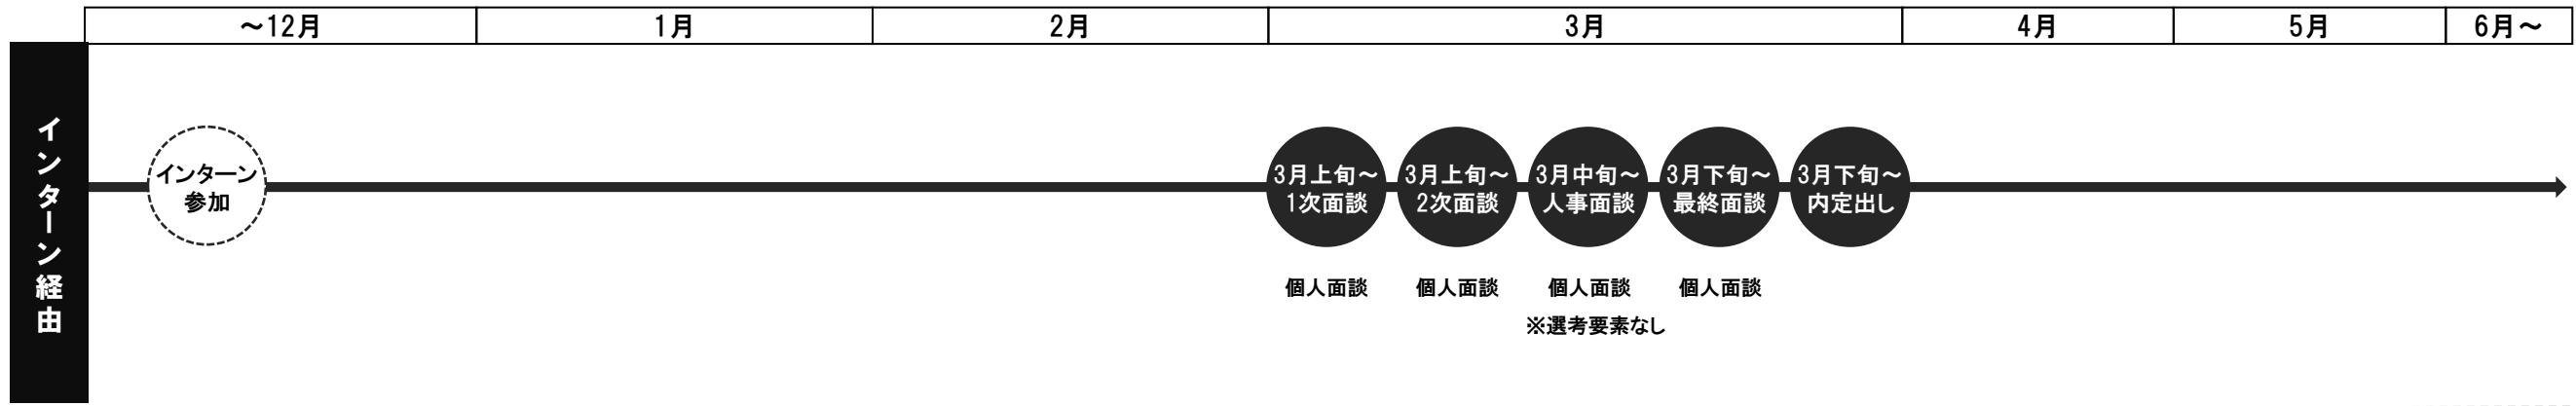 ～12月
1月
2月
3月
4月
5月
6月～
インターン経由
インターン
参加
3月上旬～
1次面談
3月上旬～
2次面談
3月中旬～
人事面談
3月下旬～
最終面談
3月下旬～
内定出し
個人面談
個人面談
個人面談
個人面談
※選考要素なし